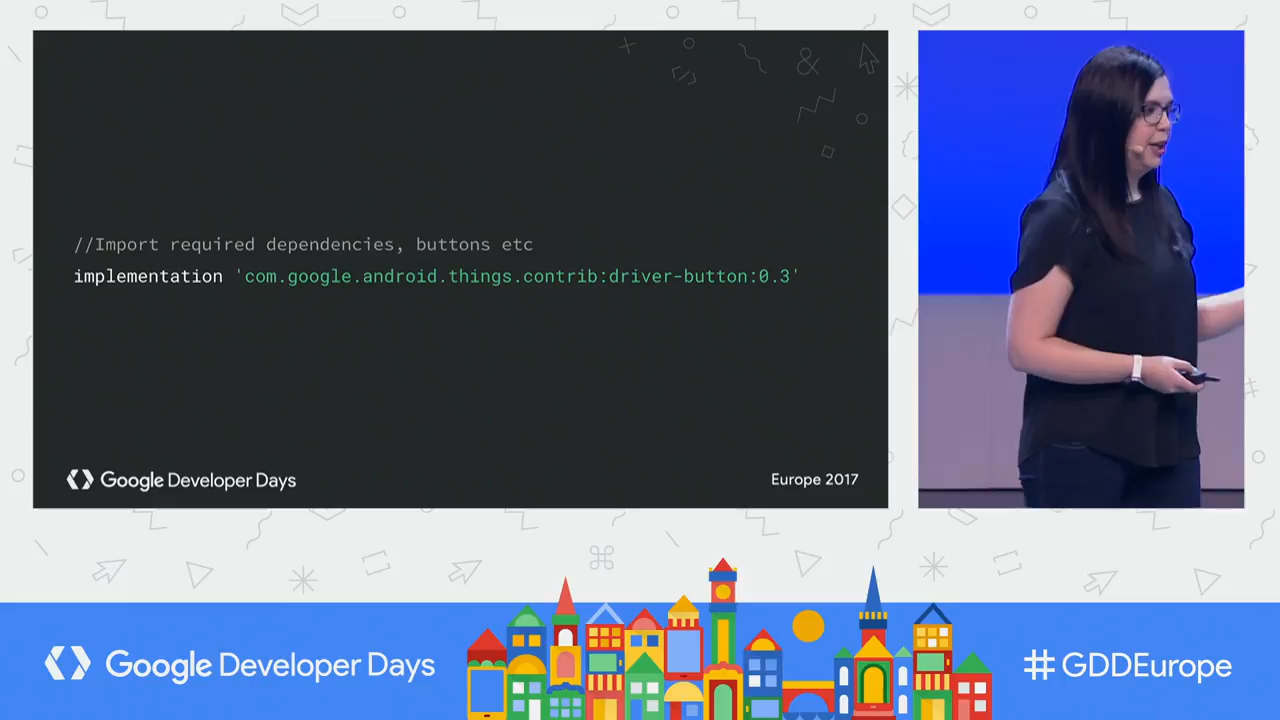 //Import required dependencies, buttons etc
implementation 'com.google.android.things.contrib:driver-button:0.3'
Google Developer Days
Europe 2017
Google Developer Days
#GDDEurope